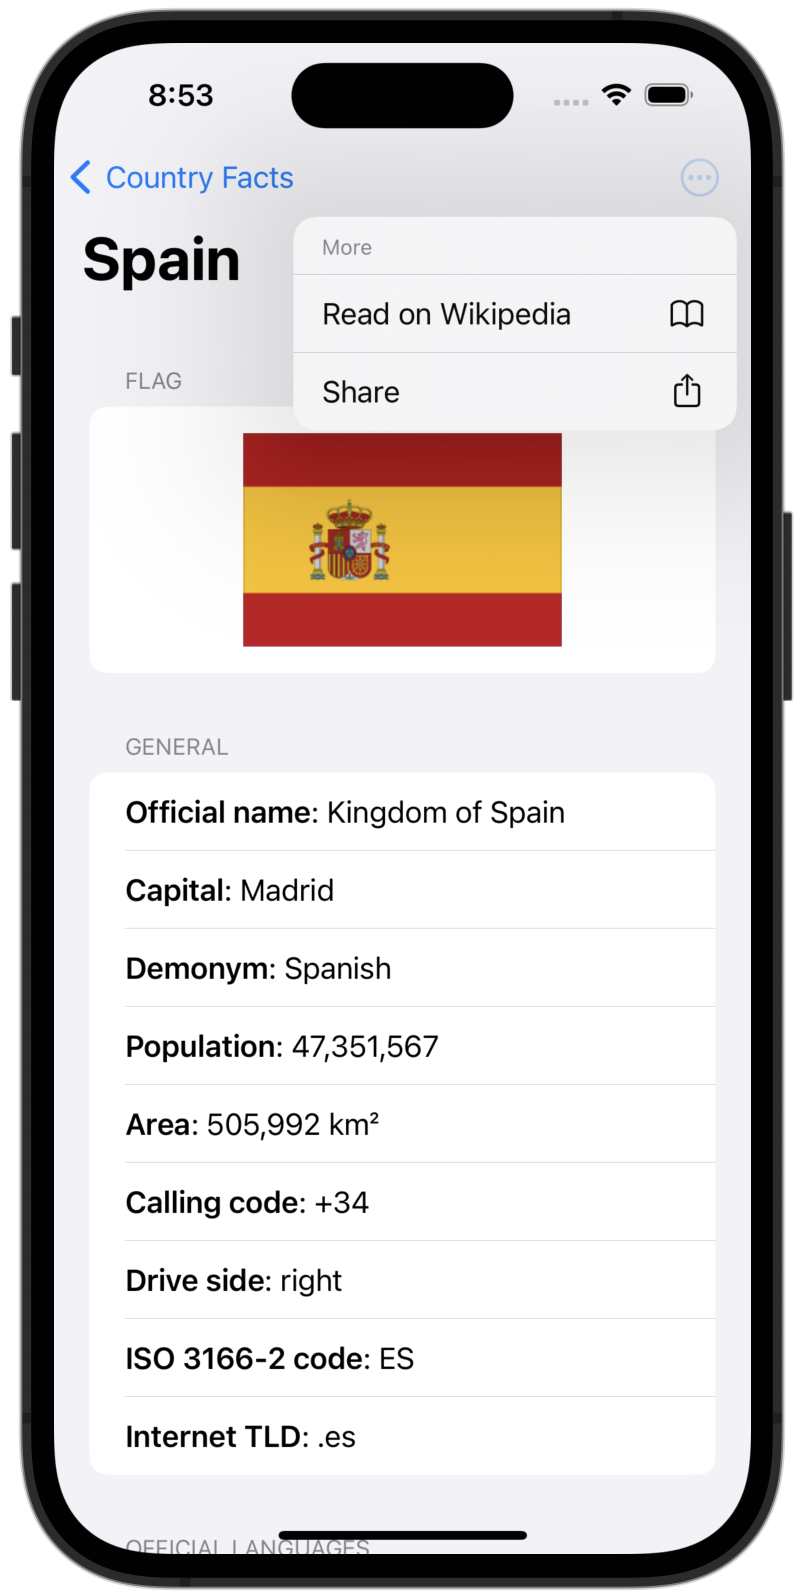 8:53
Country Facts
Spain
More
Read on Wikipedia
Share
FLAG
GENERAL
Official name: Kingdom of Spain
Capital: Madrid
Demonym: Spanish
Population: 47,351,567
Area: 505,992 km²
Calling code: +34
Drive side: right
ISO 3166-2 code: ES
Internet TLD: .es
OFFICIAL LANGUAGES